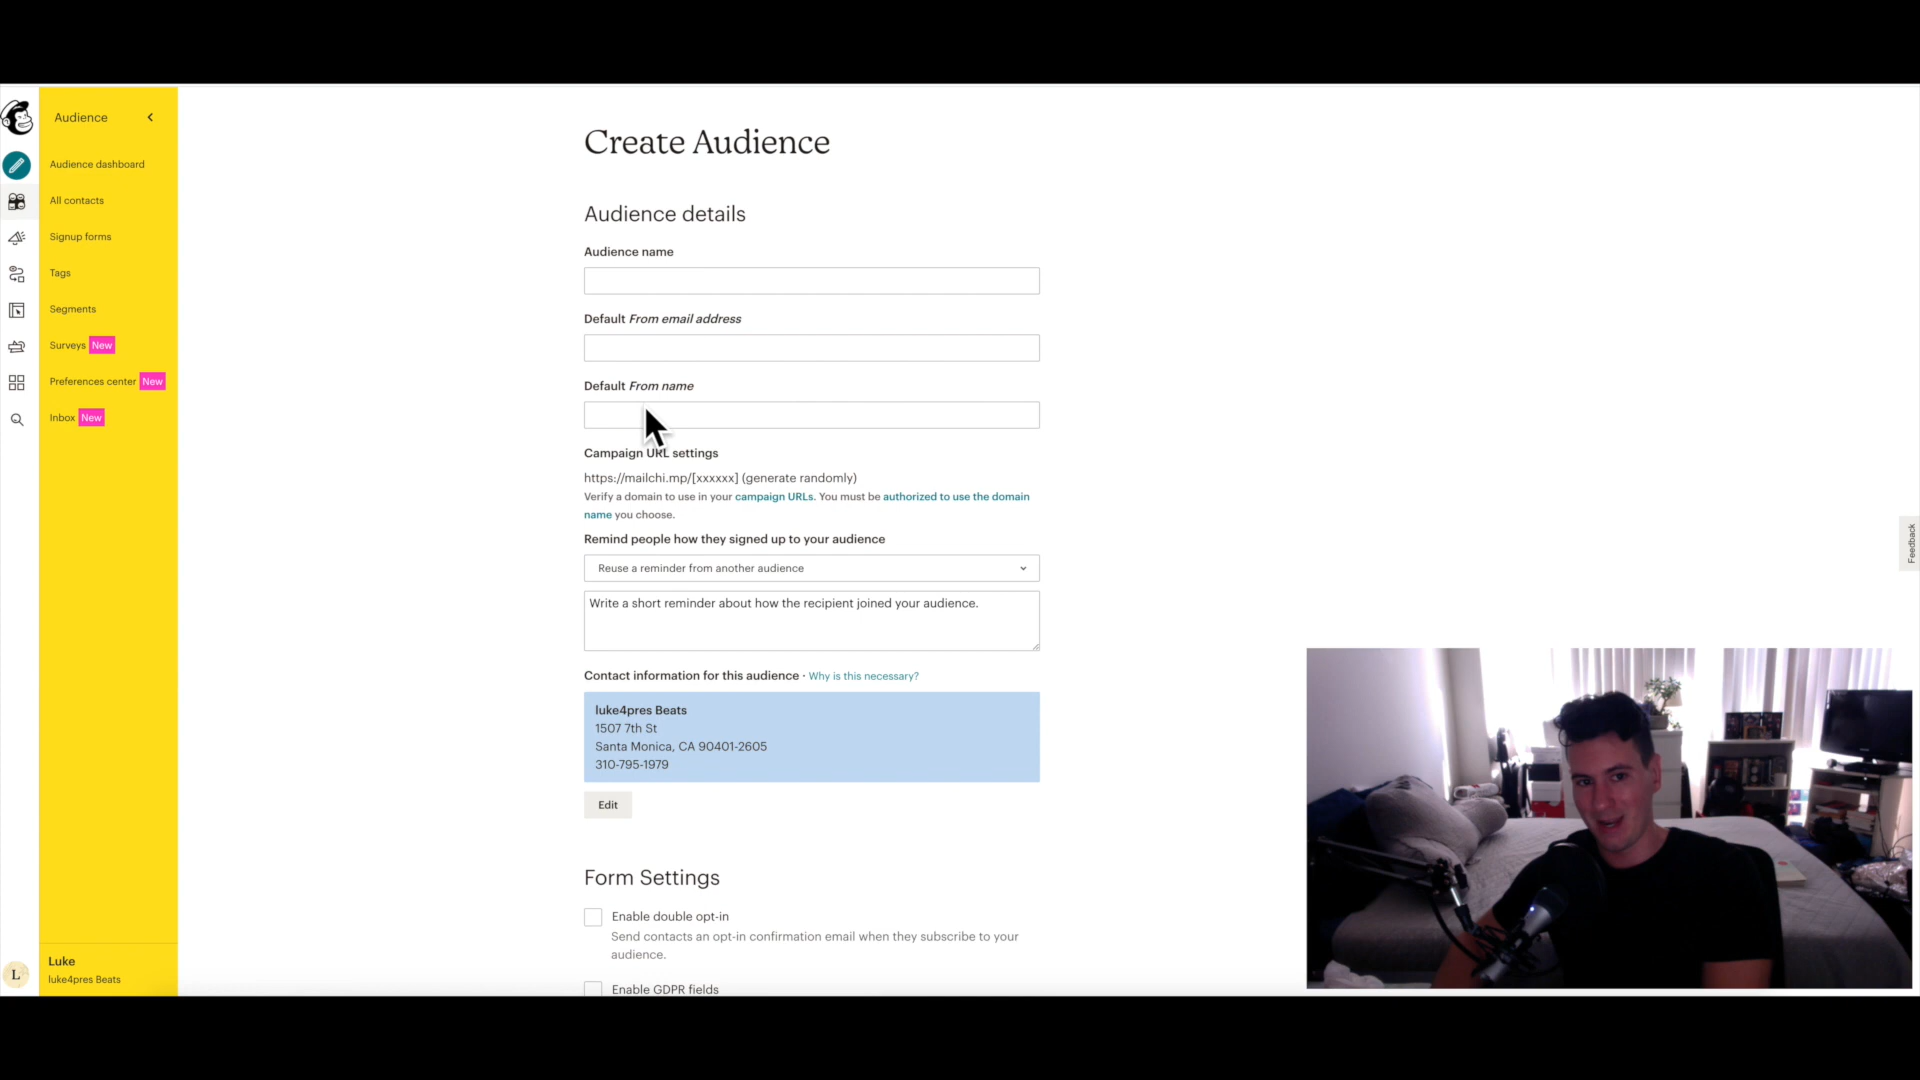 Audience
Audience dashboard
All contacts
Signup forms
Tags
Segments
Surveys New
Preferences center New
Inbox New
L
Luke
luke4pres Beats
Create Audience
Audience details
Audience name
Default From email address
Default From name
Campaign URL settings
https://mailchi.mp/[xxxxxx] (generate randomly)
Verify a domain to use in your campaign URLs. You must be authorized to use the domain
name you choose.
Remind people how they signed up to your audience
Reuse a reminder from another audience
Write a short reminder about how the recipient joined your audience.
Contact information for this audience · Why is this necessary?
luke4pres Beats
1507 7th St
Santa Monica, CA 90401-2605
310-795-1979
Edit
Form Settings
Enable double opt-in
Send contacts an opt-in confirmation email when they subscribe to your
audience.
Enable GDPR fields
Feedback